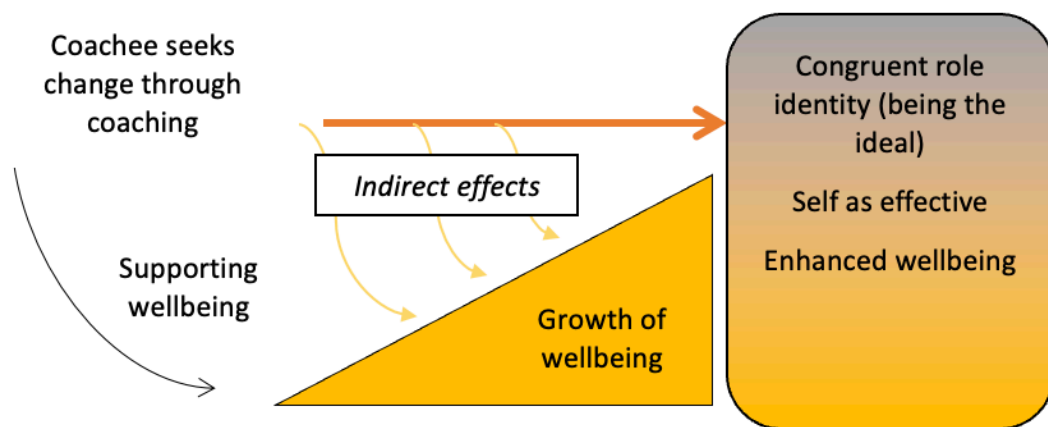 Coachee seeks
change through
coaching
Indirect effects
Supporting
wellbeing
Growth of
wellbeing
Congruent role
identity (being the
ideal)
Self as effective
Enhanced wellbeing